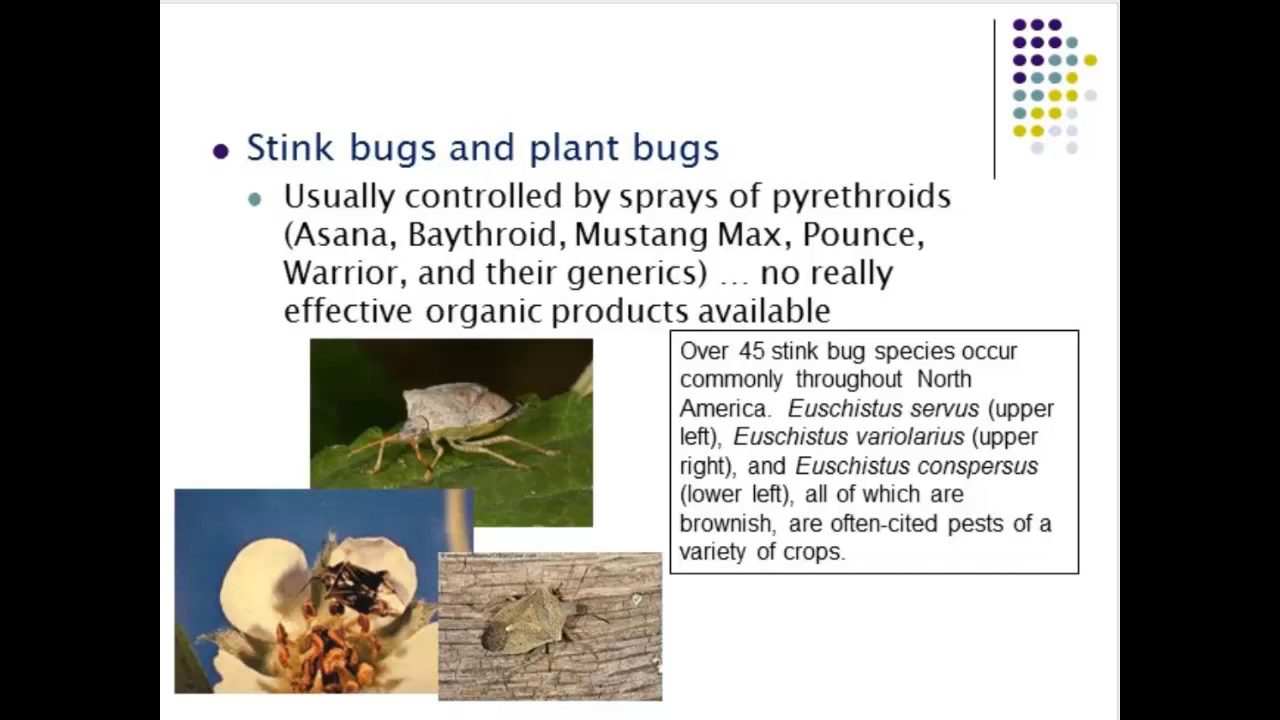 Stink bugs and plant bugs
Usually controlled by sprays of pyrethroids
(Asana, Baythroid, Mustang Max, Pounce,
Warrior, and their generics) … no really
effective organic products available
Over 45 stink bug species occur
commonly throughout North
America. Euschistus servus (upper
left), Euschistus variolarius (upper
right), and Euschistus conspersus
(lower left), all of which are
brownish, are often-cited pests of a
variety of crops.